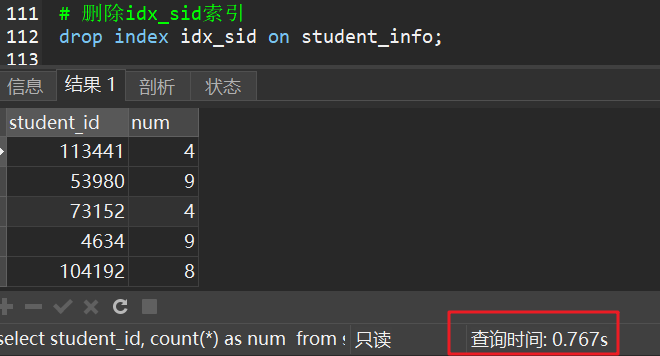 111 # 删除idx_sid索引
112 drop index idx_sid on student_info;
113
信息 结果 1 剖析 状态
student_id num
113441 4
53980 9
73152 4
4634 9
104192 8
select student_id, count(*) as num from s 只读 查询时间: 0.767s